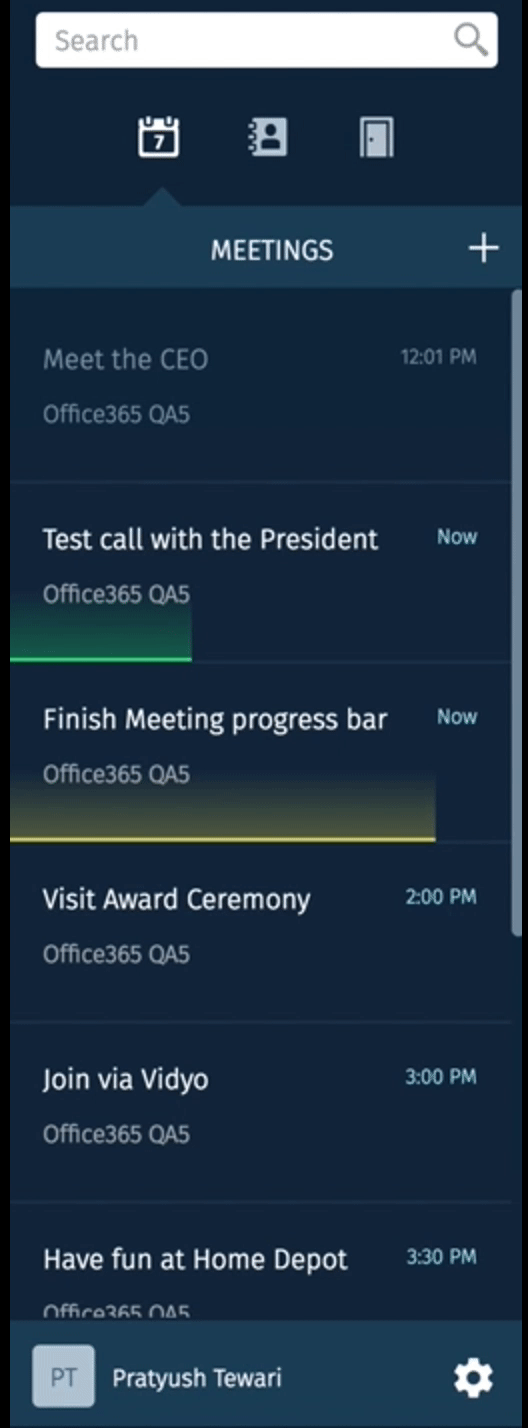 Search
7
MEETINGS
Meet the CEO 12:01 PM
Office365 QA5
Test call with the President Now
Office365 QA5
Finish Meeting progress bar Now
Office365 QA5
Visit Award Ceremony 2:00 PM
Office365 QA5
Join via Vidyo 3:00 PM
Office365 QA5
Have fun at Home Depot 3:30 PM
Office365 QA5
PT Pratyush Tewari